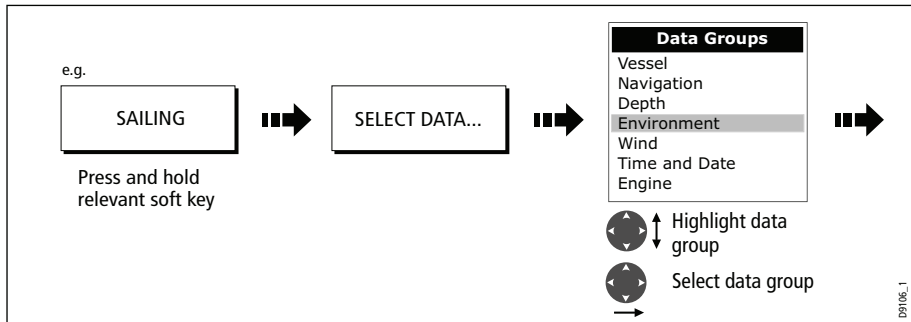 e.g.
SAILING
Press and hold
relevant soft key
SELECT DATA...
Data Groups
Vessel
Navigation
Depth
Environment
Wind
Time and Date
Engine
Highlight data
group
Select data group
D9106_1